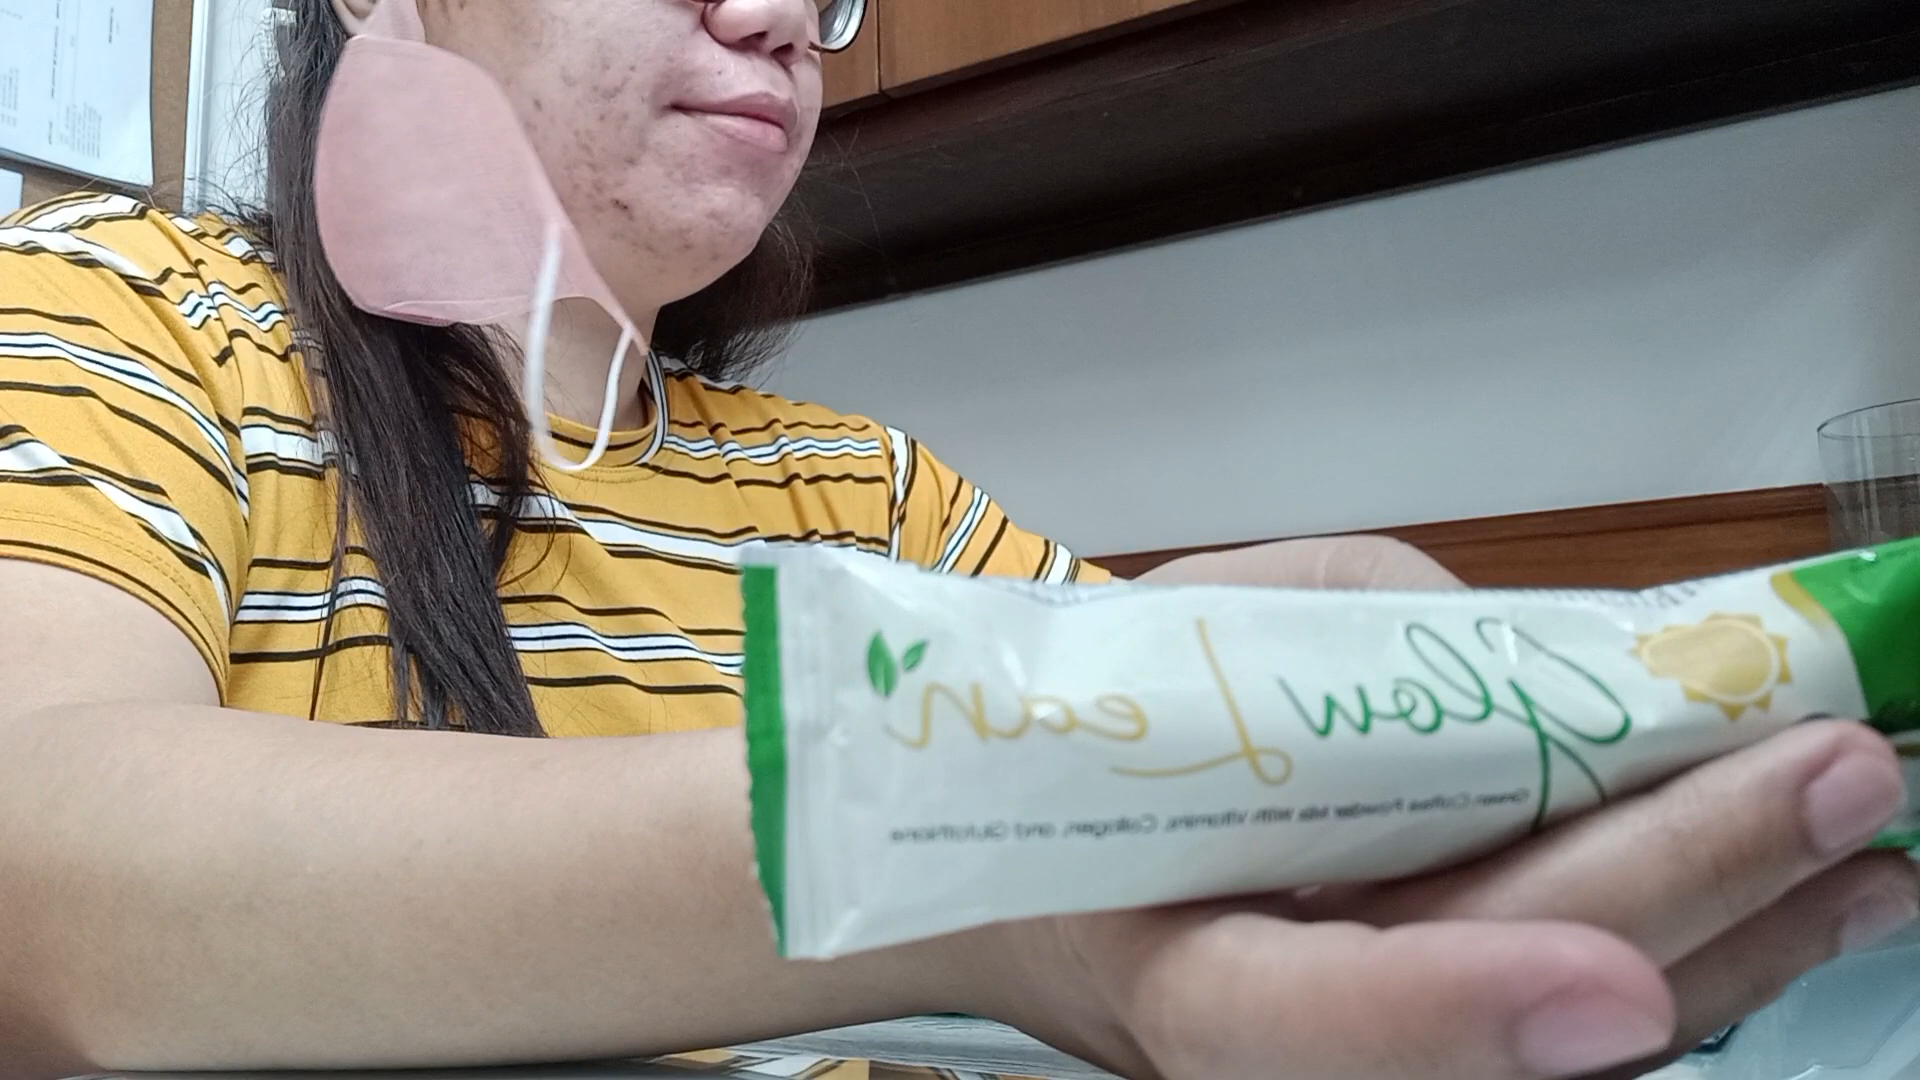 Glow Lean
Green Coffee Powder Mix with Vitamins, Collagen, and Glutathione